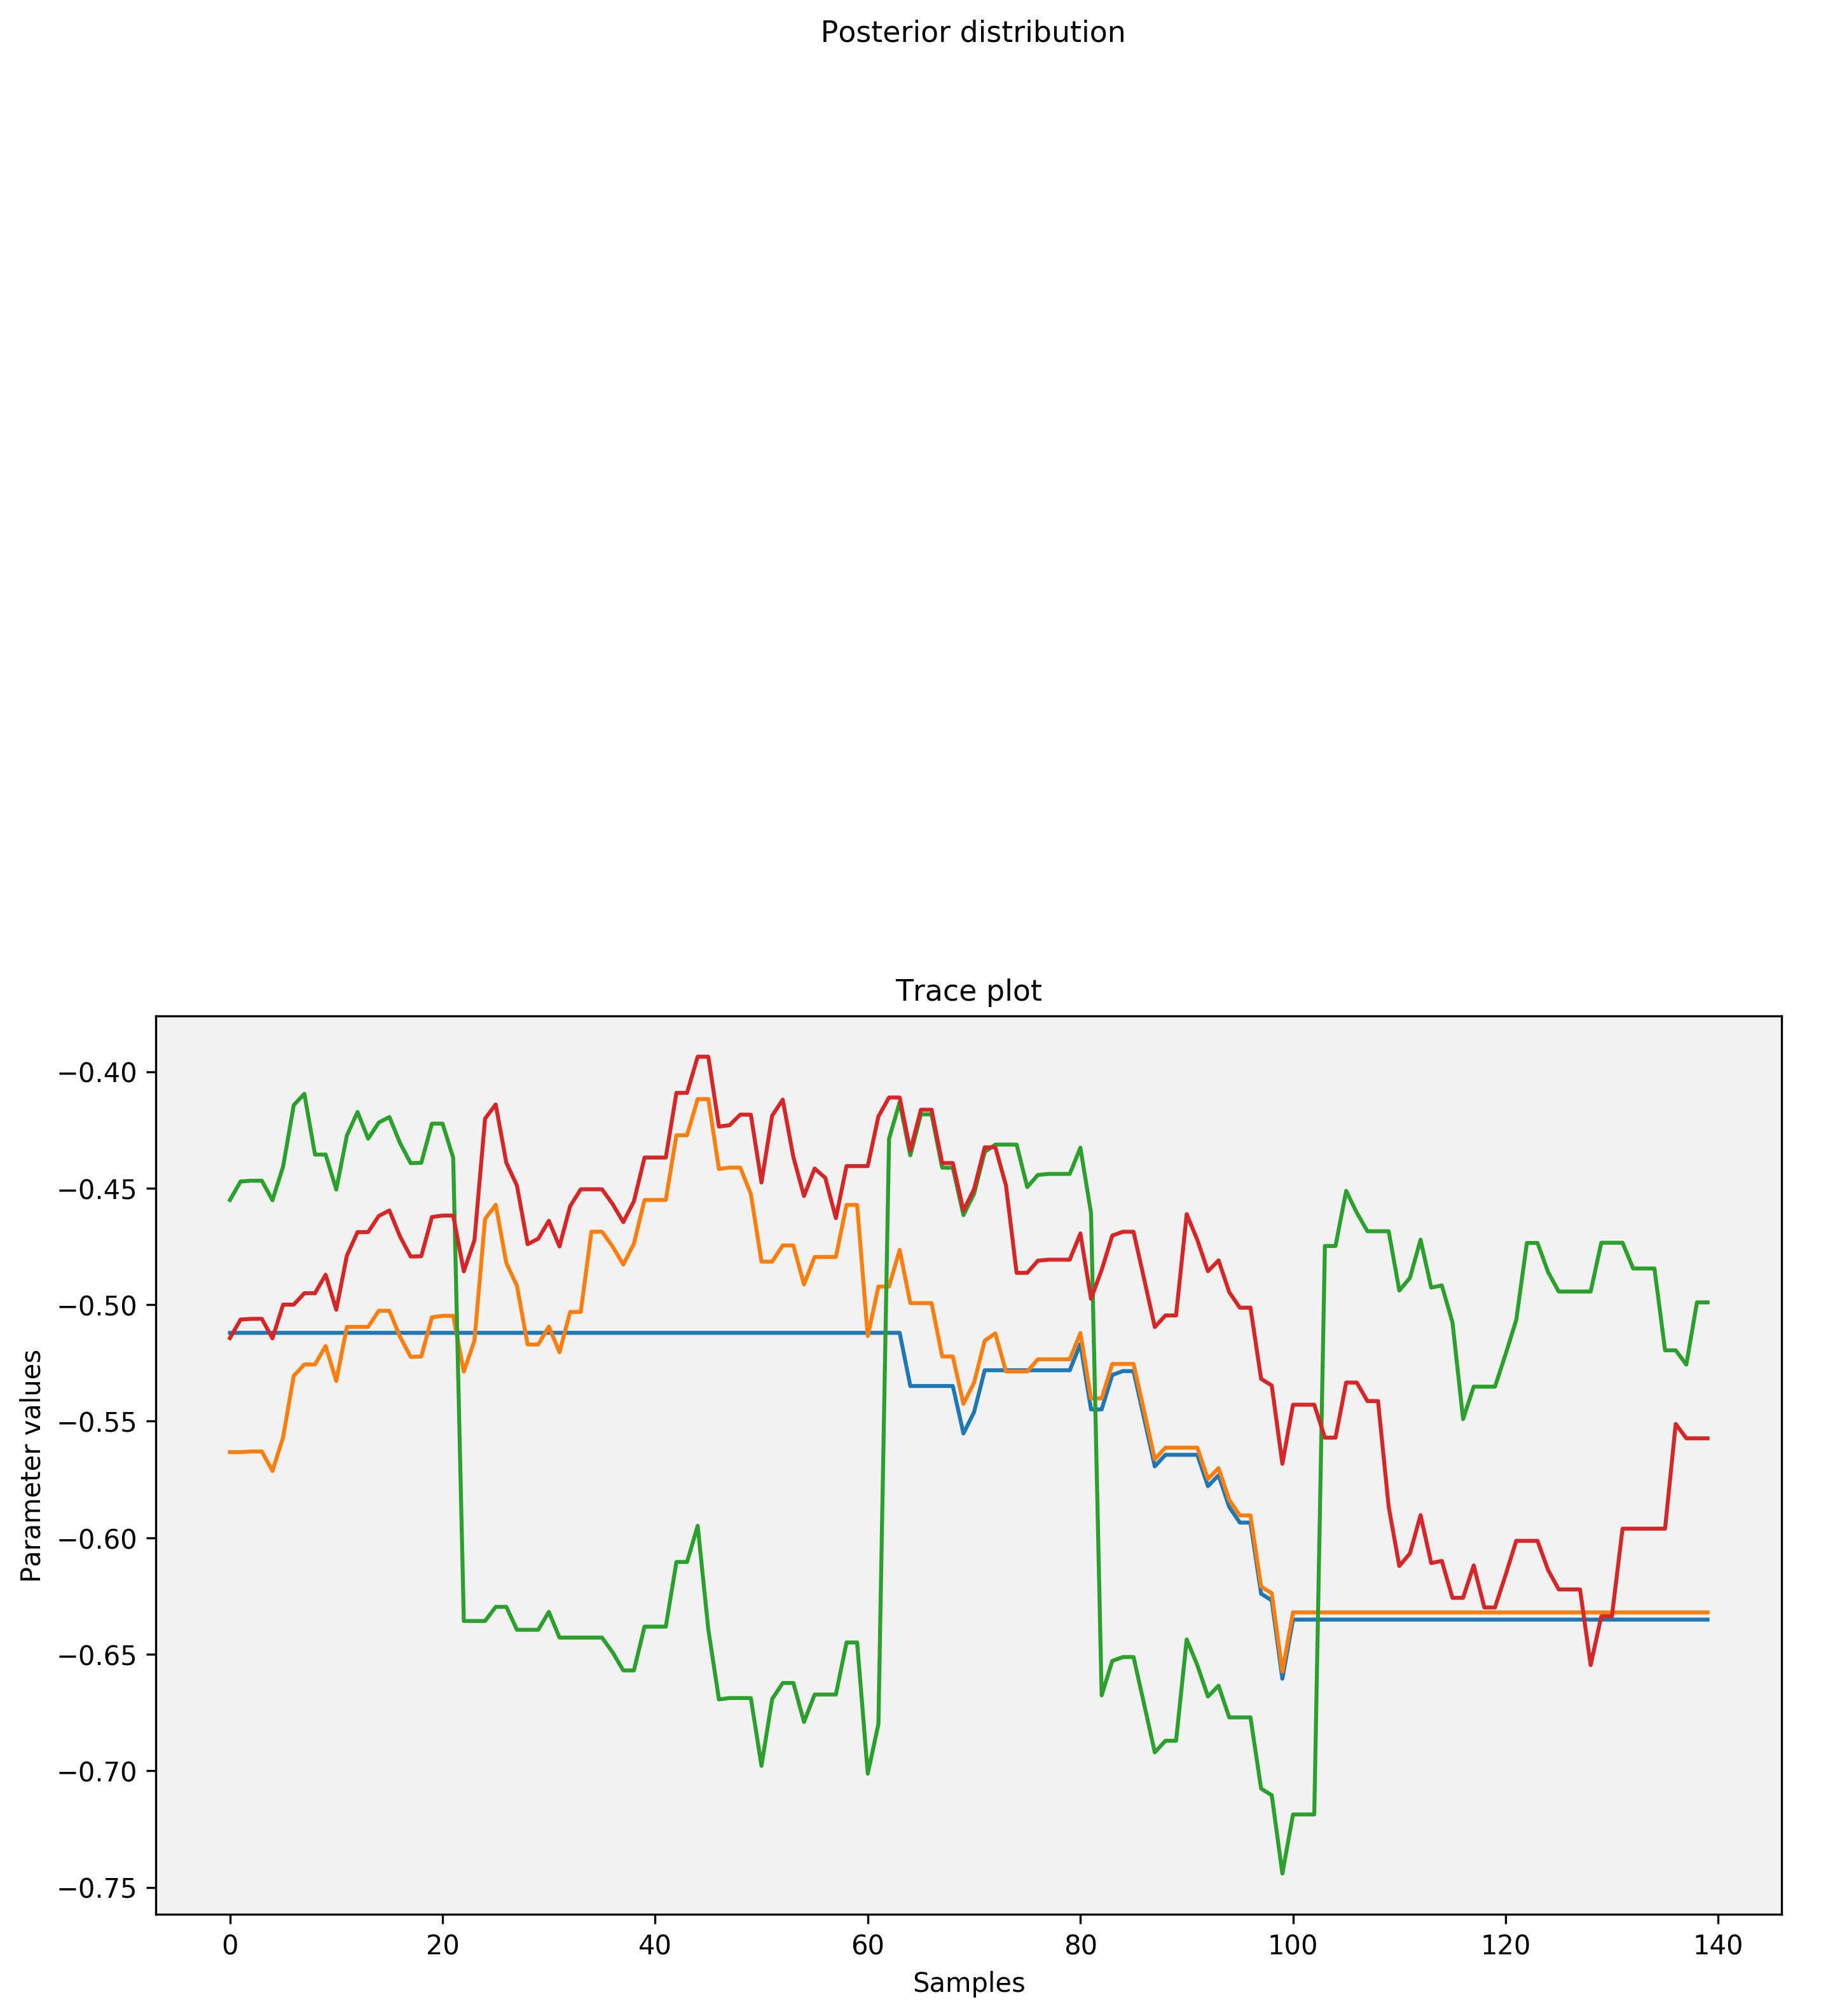 Posterior distribution
Trace plot
−0.40
−0.45
−0.50
−0.55
−0.60
−0.65
−0.70
−0.75
Parameter values
0 20 40 60 80 100 120 140
Samples